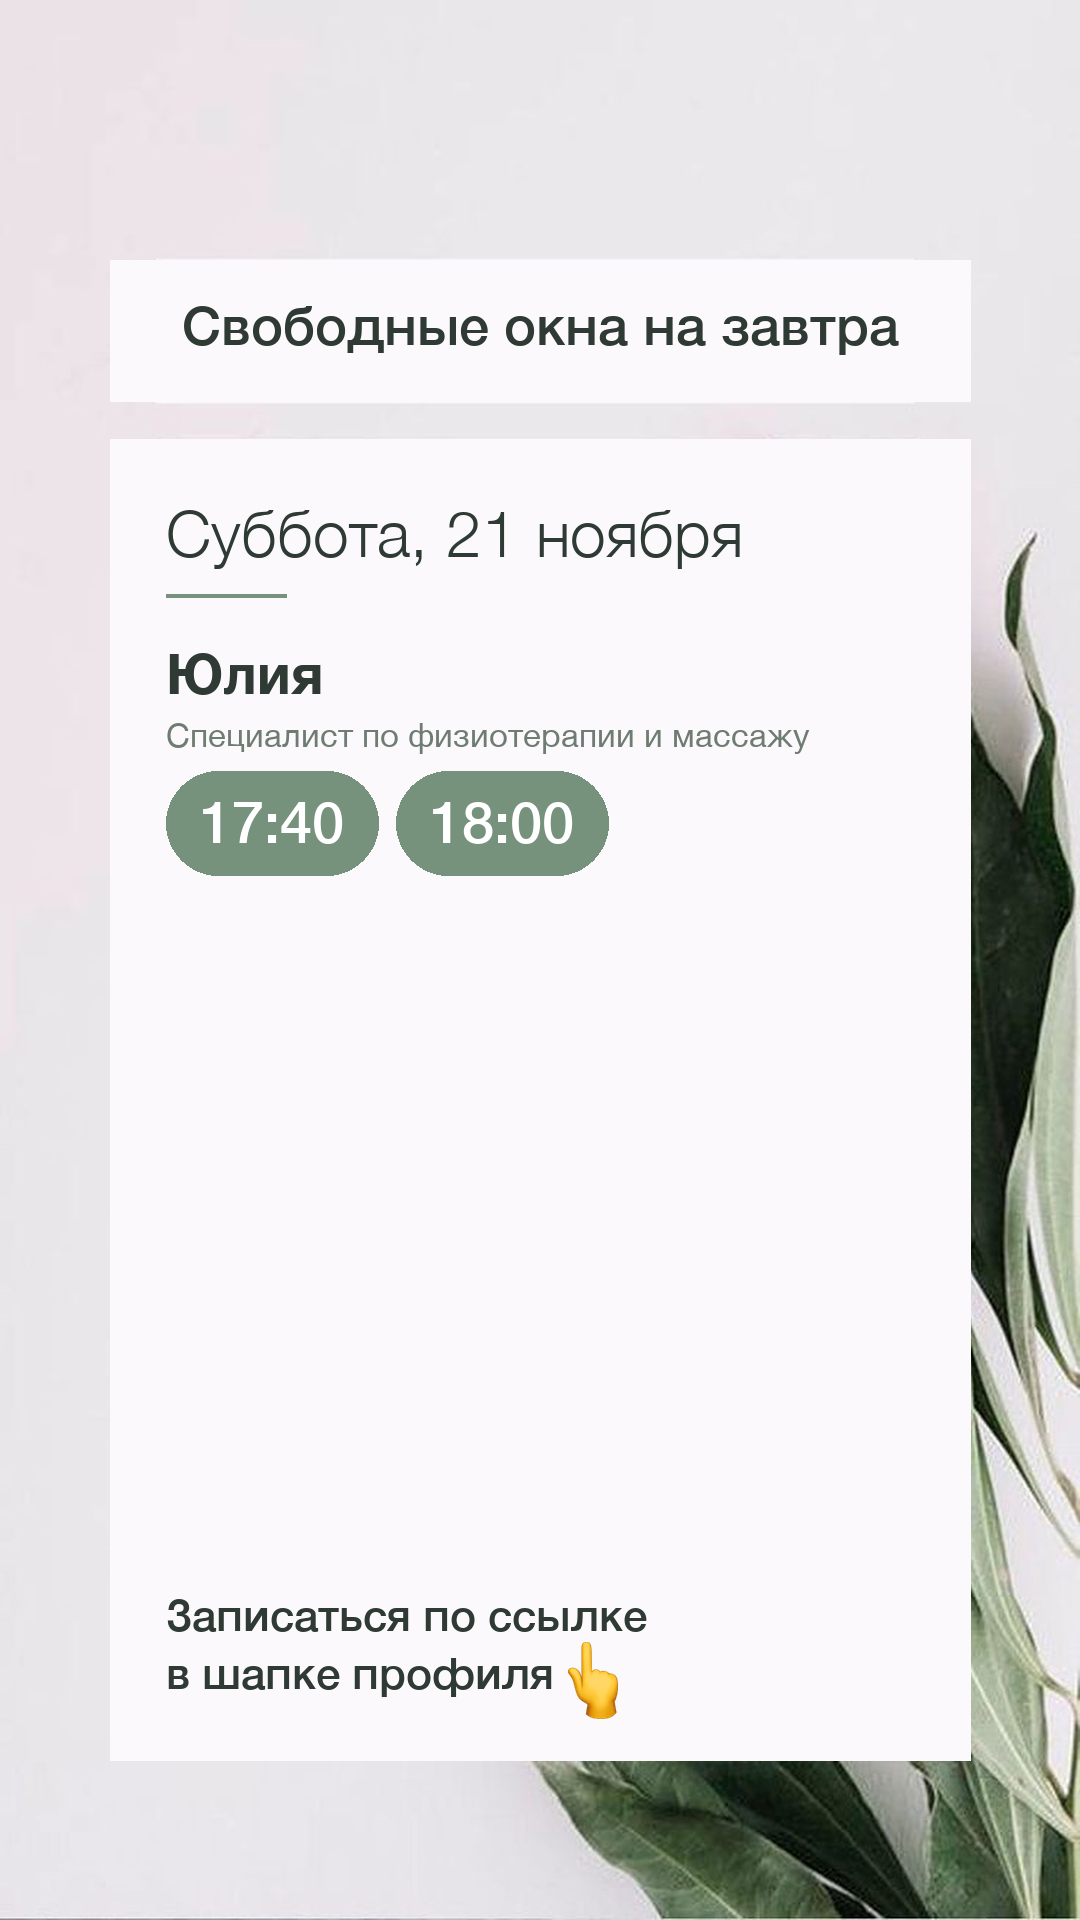 Свободные окна на завтра
Суббота, 21 ноября
Юлия
Специалист по физиотерапии и массажу
17:40 18:00
Записаться по ссылке
в шапке профиля 👆